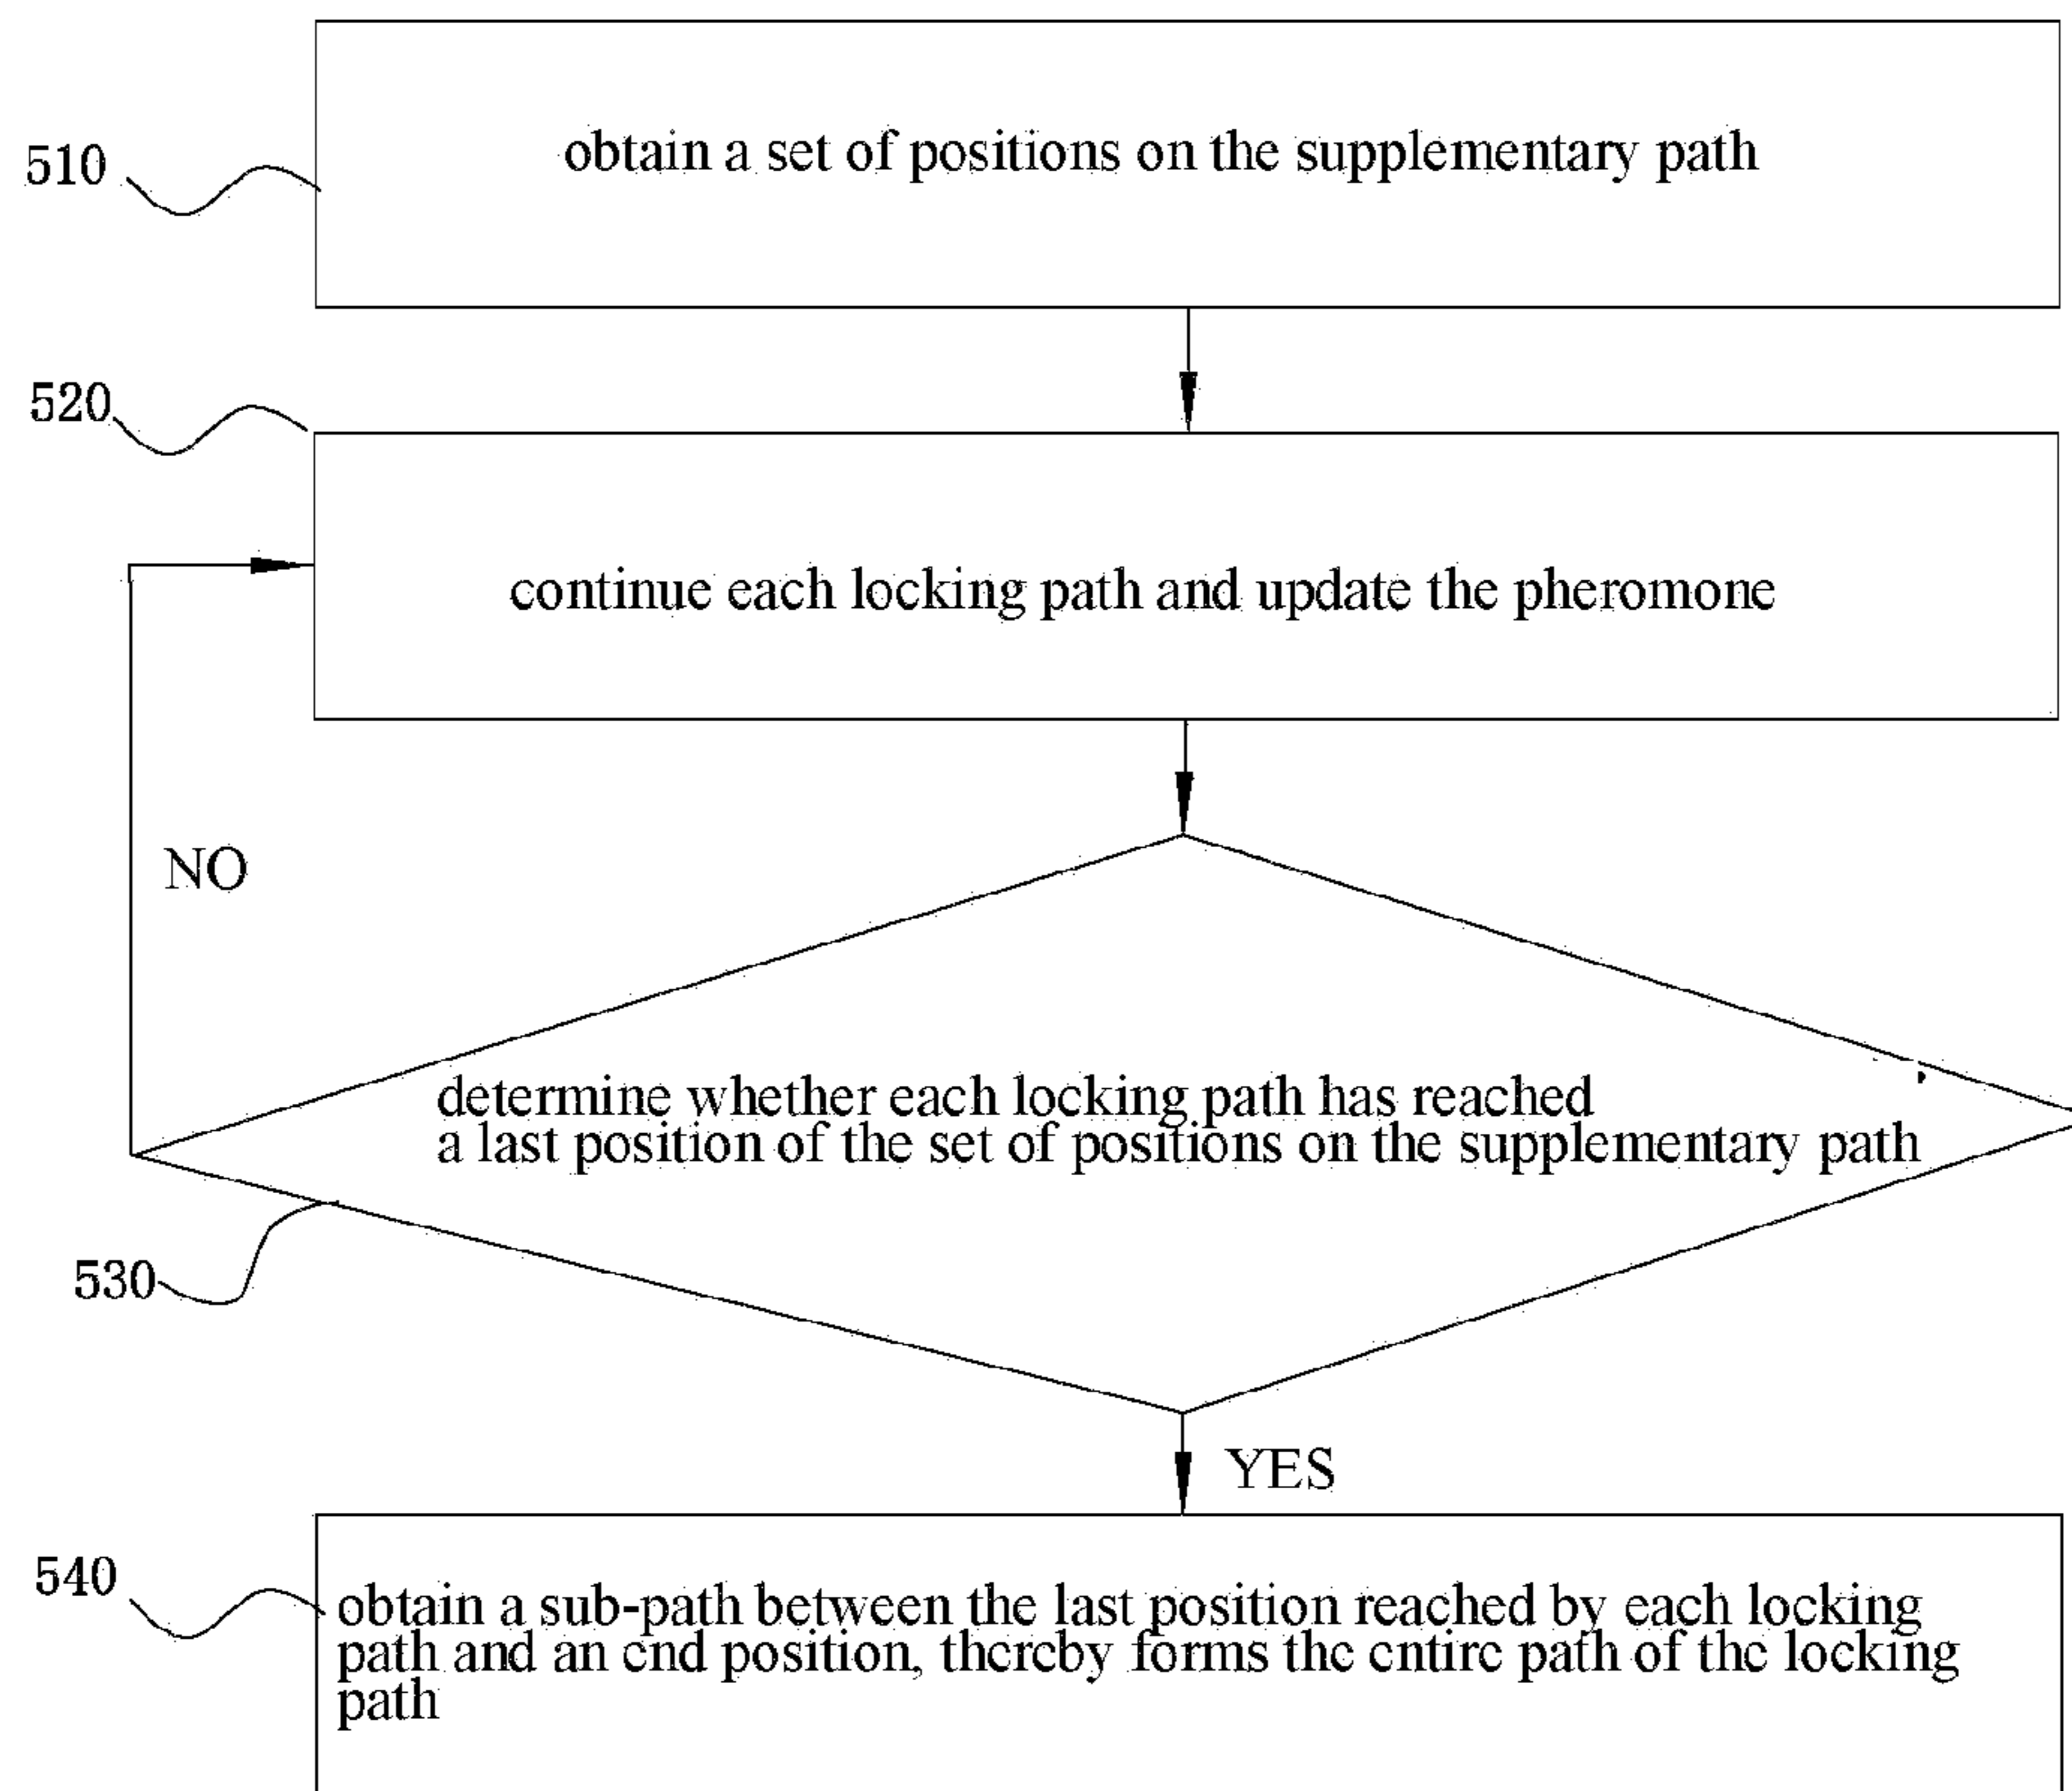 510
obtain a set of positions on the supplementary path
520
continue each locking path and update the pheromone
NO
determine whether each locking path has reached
a last position of the set of positions on the supplementary path
530
YES
540
obtain a sub-path between the last position reached by each locking
path and an end position, thereby forms the entire path of the locking
path